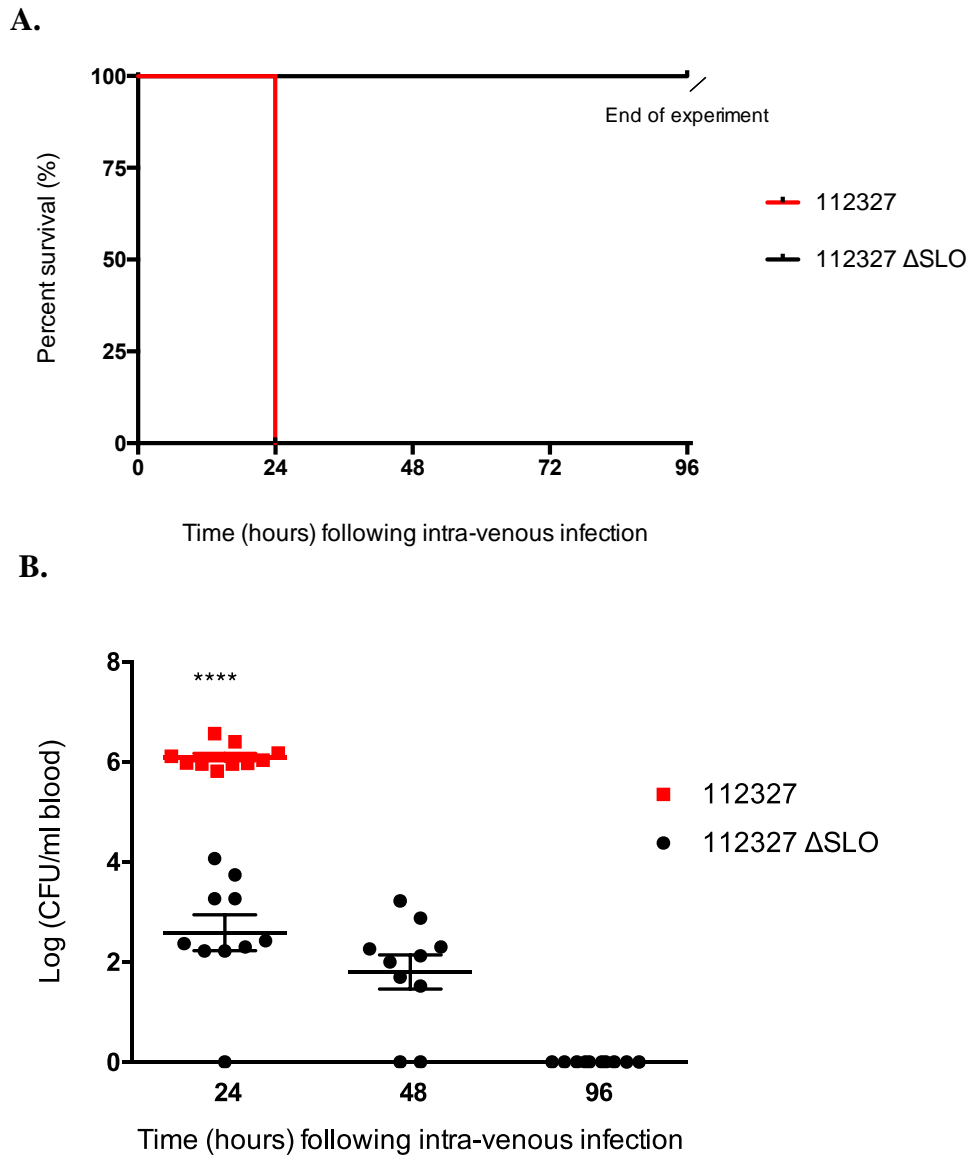 A.
100
75
50
25
0
Percent survival (%)
0 24 48 72 96
Time (hours) following intra-venous infection
End of experiment
112327
112327 ΔSLO
B.
8
6
4
2
0
Log (CFU/ml blood)
****
24 48 96
Time (hours) following intra-venous infection
112327
112327 ΔSLO